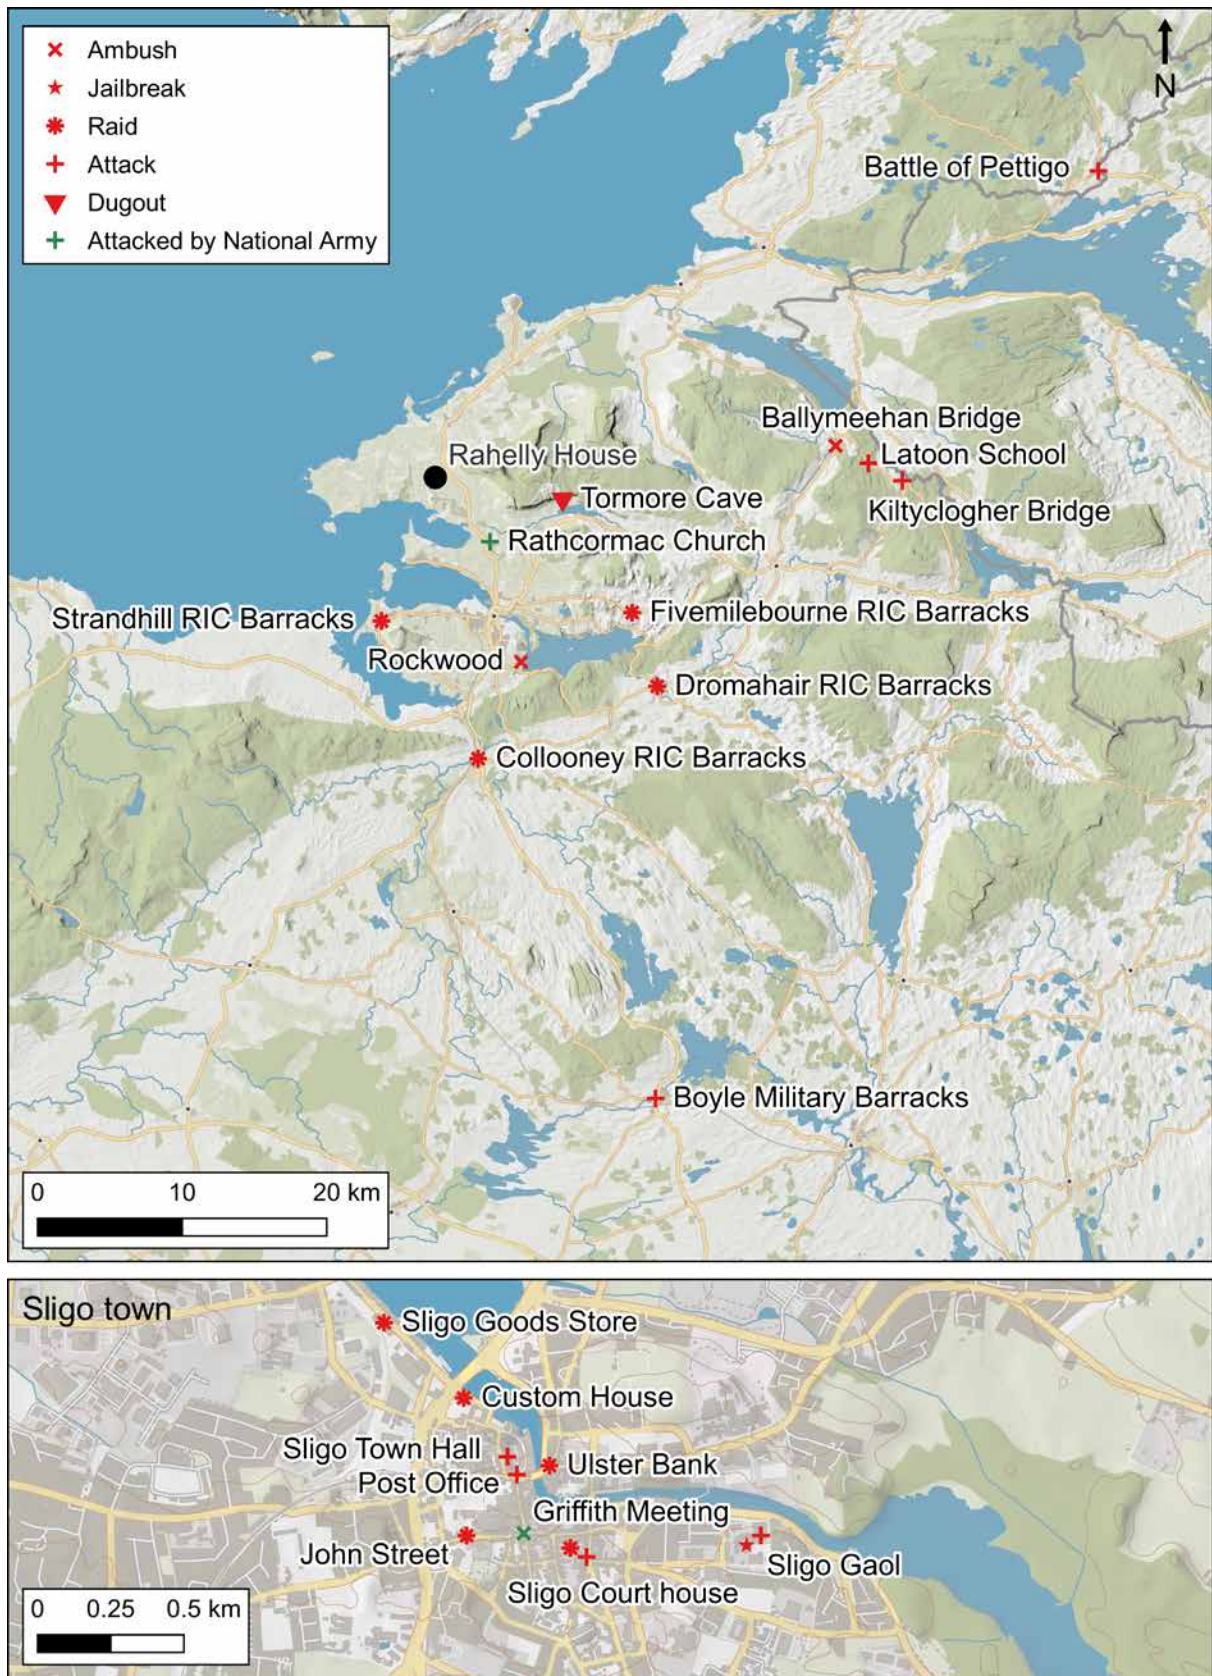 Ambush
Jailbreak
Raid
Attack
Dugout
Attacked by National Army
N
Battle of Pettigo
Ballymeehan Bridge
Latoon School
Kiltyclogher Bridge
Rahelly House
Tormore Cave
Rathcormac Church
Strandhill RIC Barracks
Fivemilebourne RIC Barracks
Rockwood
Dromahair RIC Barracks
Collooney RIC Barracks
Boyle Military Barracks
0 10 20 km
Sligo town
Sligo Goods Store
Custom House
Sligo Town Hall
Post Office
Ulster Bank
Griffith Meeting
John Street
Sligo Court house
Sligo Gaol
0 0.25 0.5 km